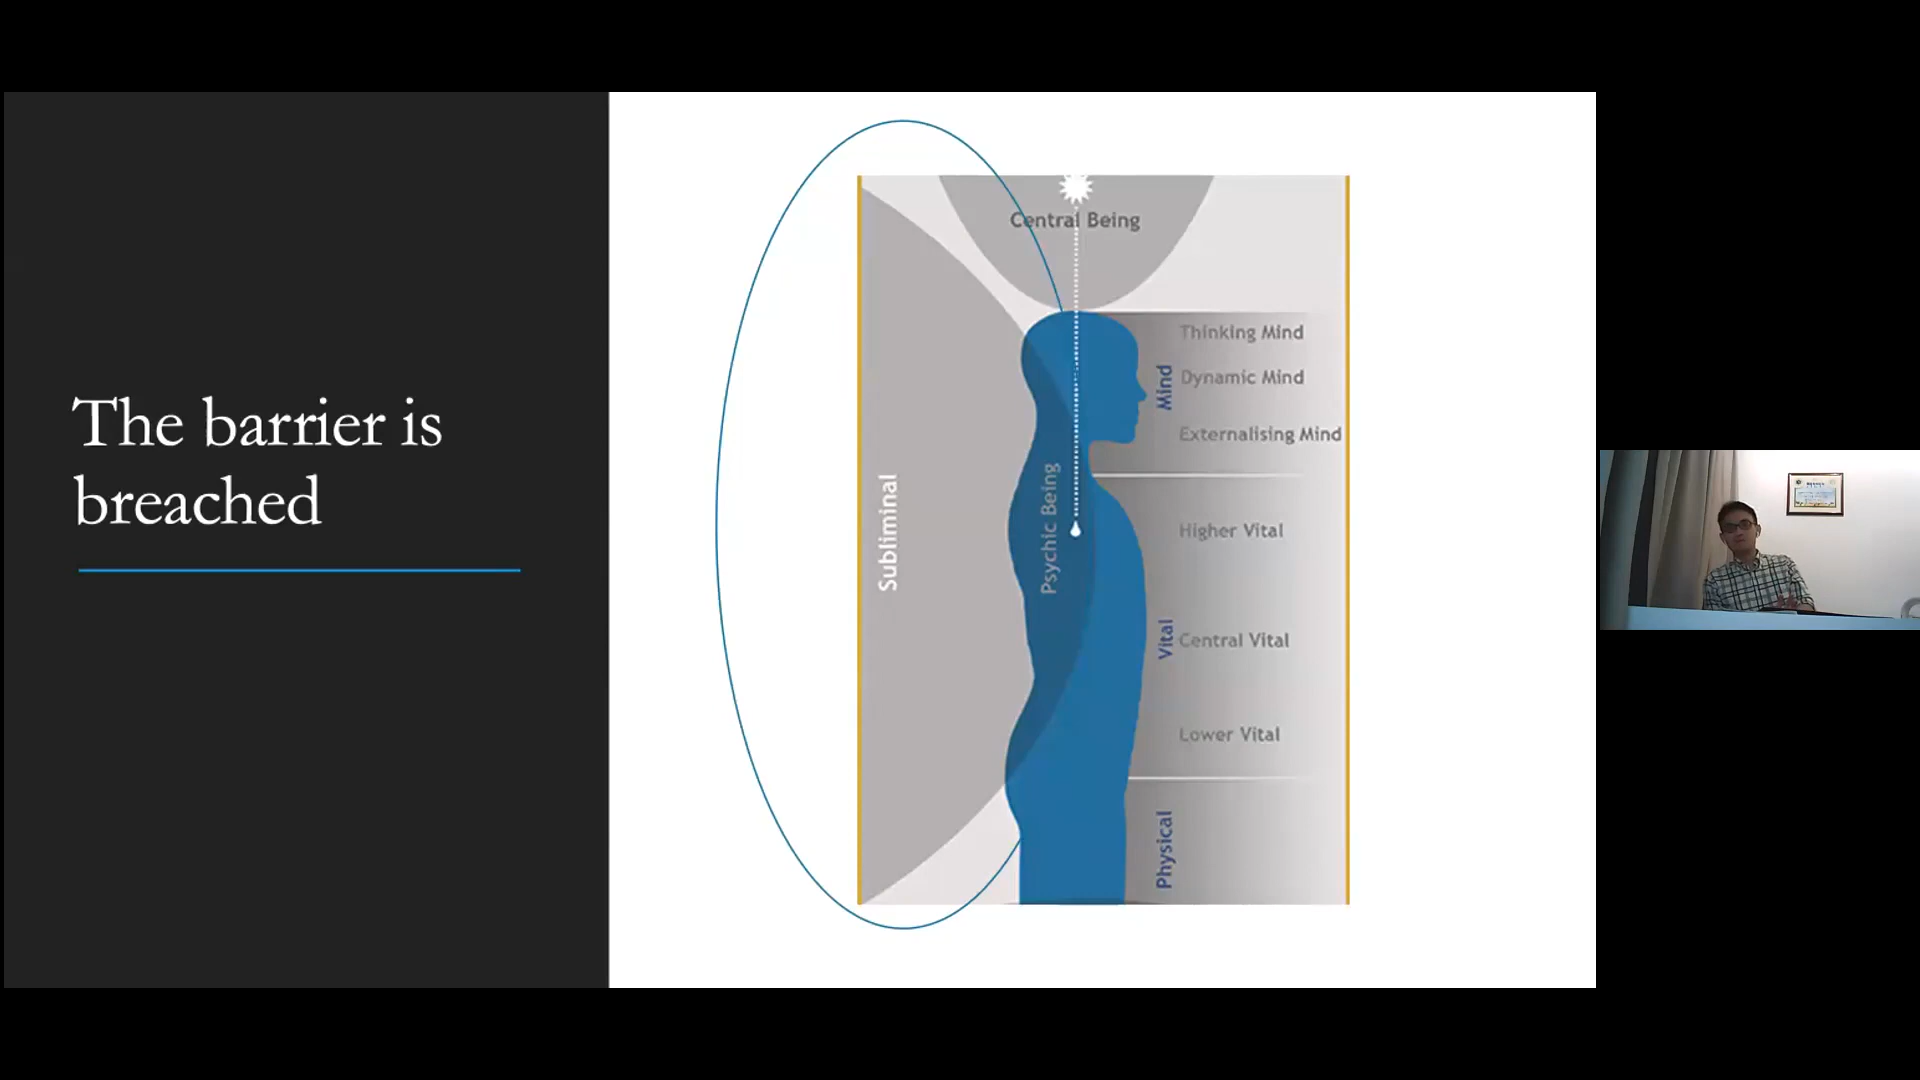 The barrier is
breached
Central Being
Thinking Mind
Dynamic Mind
Externalising Mind
Mind
Subliminal
Psychic Being
Higher Vital
Central Vital
Lower Vital
Vital
Physical